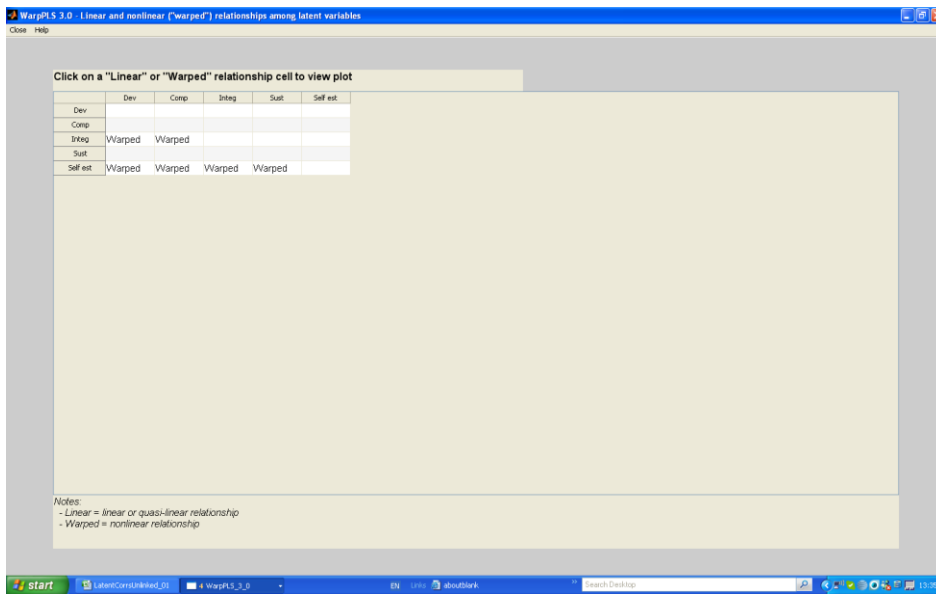 WarpPLS 3.0 - Linear and nonlinear ("warped") relationships among latent variables
Close Help
Click on a "Linear" or "Warped" relationship cell to view plot
Dev Comp Integ Sust Self est
Dev
Comp
Integ Warped Warped
Sust
Self est Warped Warped Warped Warped
Notes:
- Linear = linear or quasi-linear relationship
- Warped = nonlinear relationship
start LatentCorrsUnlinked_01 4 WarpPLS_3_0 EN Links aboutblank Search Desktop